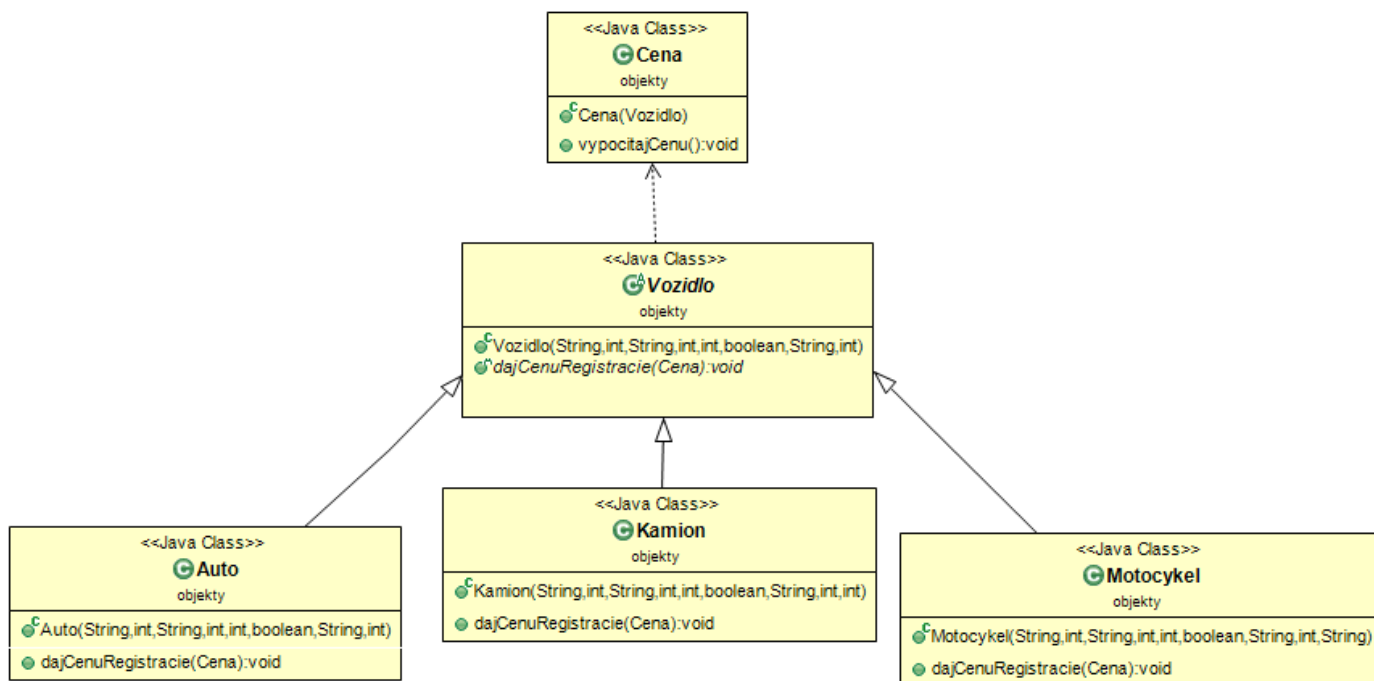 <<Java Class>>
Cena
objekty
Cena(Vozidlo)
vypocitajCenu():void
<<Java Class>>
Vozidlo
objekty
Vozidlo(String,int,String,int,int,boolean,String,int)
dajCenuRegistracie(Cena):void
<<Java Class>>
Auto
objekty
Auto(String,int,String,int,int,boolean,String,int)
dajCenuRegistracie(Cena):void
<<Java Class>>
Kamion
objekty
Kamion(String,int,String,int,int,boolean,String,int,int)
dajCenuRegistracie(Cena):void
<<Java Class>>
Motocykel
objekty
Motocykel(String,int,String,int,int,boolean,String,int,String)
dajCenuRegistracie(Cena):void